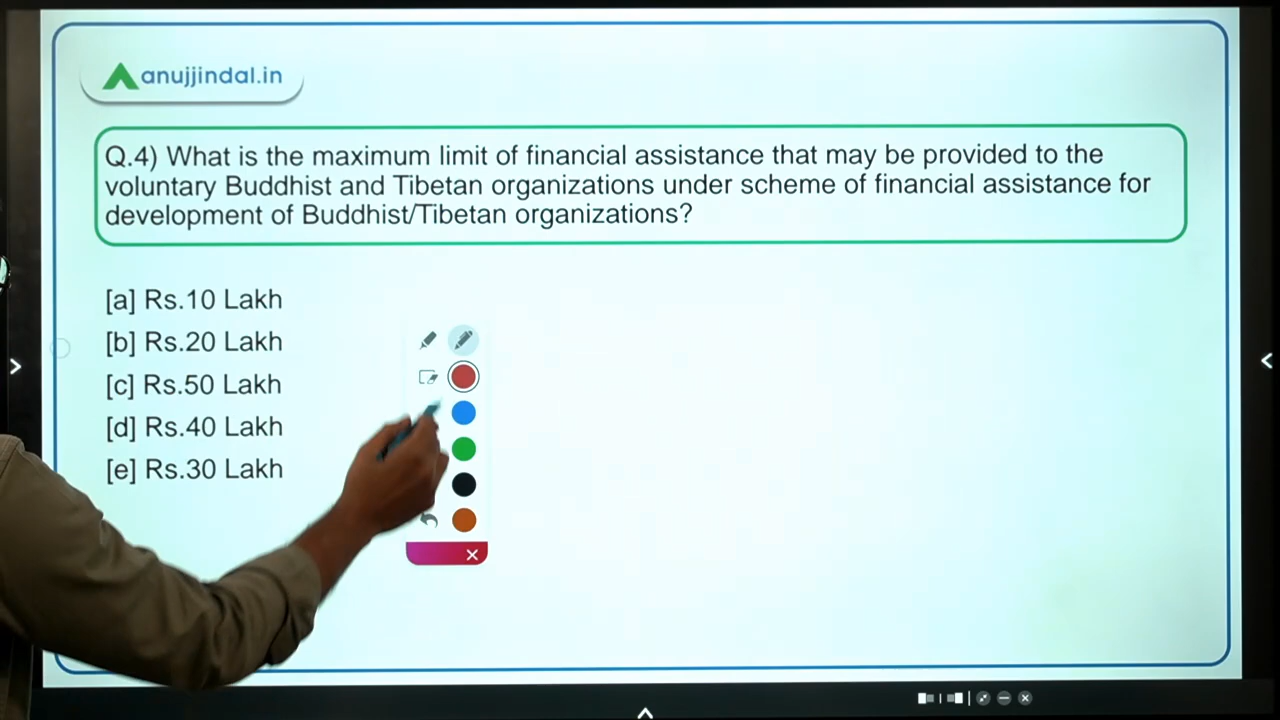 anujjindal.in
Q.4) What is the maximum limit of financial assistance that may be provided to the
voluntary Buddhist and Tibetan organizations under scheme of financial assistance for
development of Buddhist/Tibetan organizations?
[a] Rs.10 Lakh
[b] Rs.20 Lakh
[c] Rs.50 Lakh
[d] Rs.40 Lakh
[e] Rs.30 Lakh